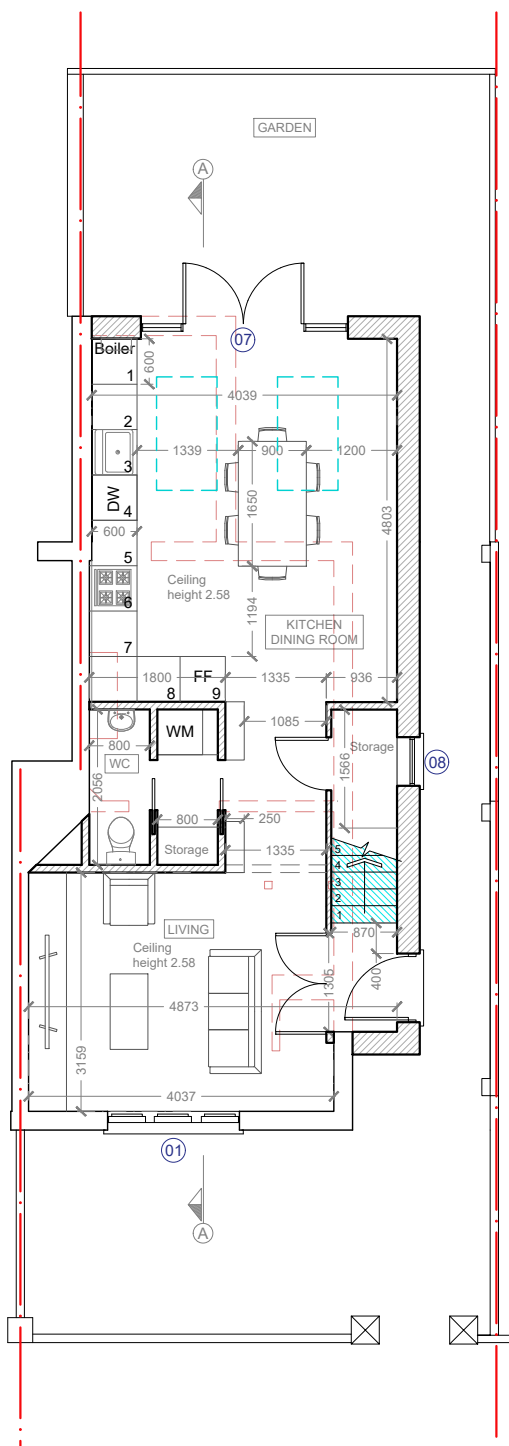 GARDEN
A
07
Boiler
1
600
4039
2
1339
900
1200
3
DW
4
1650
4803
600
5
Ceiling
height 2.58
6
1194
KITCHEN
DINING ROOM
7
1800
FF
1335
936
8
9
1085
WM
800
Storage
08
WC
1566
2056
800
250
Storage
1335
5
4
3
2
1
LIVING
870
Ceiling
height 2.58
400
1305
4873
3159
4037
01
A